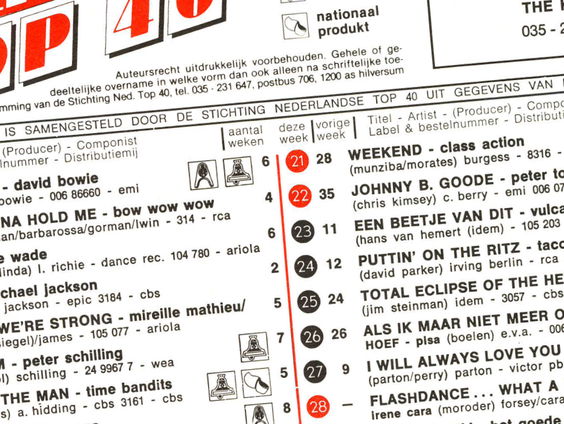 TOP 40
nationaal
produkt
THE
035 - 2
Auteursrecht uitdrukkelijk voorbehouden. Gehele of ge-
deeltelijke overname in welke vorm dan ook alleen na schriftelijke toe-
mming van de Stichting Ned. Top 40, tel. 035 - 231 647, postbus 706, 1200 as hilversum
IS SAMENGESTELD DOOR DE STICHTING NEDERLANDSE TOP 40 UIT GEGEVENS VAN
(Producer) - Componist
elnummer - Distributiemij
aantal
weken
deze
week
vorige
week
Titel - Artist - (Producer) - Compo
Label & bestelnummer - Distributi
- david bowie
bowie - 006 86660 - emi
6
NA HOLD ME - bow wow wow
an/barbarossa/gorman/lwin - 314 - rca
4
e wade
linda) l. richie - dance rec. 104 780 - ariola
6
chael jackson
jackson - epic 3184 - cbs
2
WE'RE STRONG - mireille mathieu/
siegel)/james - 105 077 - ariola
5
M - peter schilling
ol) schilling - 24 9967 7 - wea
7
THE MAN - time bandits
s) a. hidding - cbs 3161 - cbs
5
8
21 28 WEEKEND - class action
(munziba/morates) burgess - 8316 -
22 35 JOHNNY B. GOODE - peter to
(chris kimsey) c. berry - emi 006 07
23 11 EEN BEETJE VAN DIT - vulca
(hans van hemert (idem) - 105 203
24 12 PUTTIN' ON THE RITZ - taco
(david parker) irving berlin - rca
25 24 TOTAL ECLIPSE OF THE HE
(jim steinman) idem - 3057 - cbs
26 26 ALS IK MAAR NIET MEER O
HOEF - pisa (boelen) e.v.a. - 006
27 9 I WILL ALWAYS LOVE YOU
(parton/perry) parton - victor pb
28 – FLASHDANCE ... WHAT A
irene cara (moroder) forsey/cara
het goede